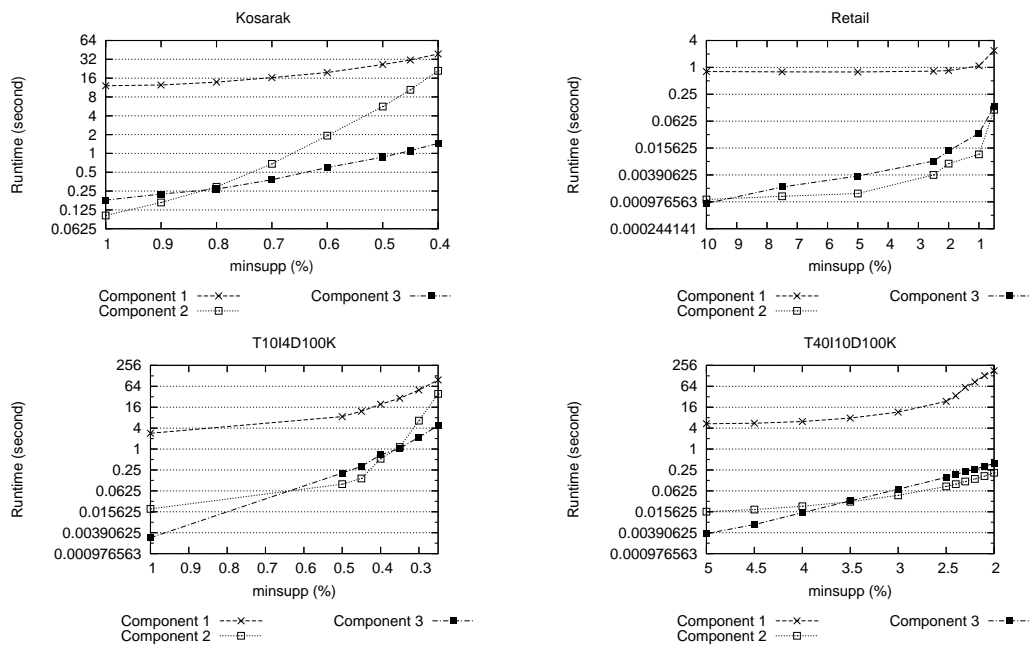 Kosarak
64
32
16
8
4
2
1
0.5
0.25
0.125
0.0625
Runtime (second)
1 0.9 0.8 0.7 0.6 0.5 0.4
minsupp (%)
Component 1
Component 2
Component 3
Retail
4
1
0.25
0.0625
0.015625
0.00390625
0.000976563
0.000244141
Runtime (second)
10 9 8 7 6 5 4 3 2 1
minsupp (%)
Component 1
Component 2
Component 3
T10I4D100K
256
64
16
4
1
0.25
0.0625
0.015625
0.00390625
0.000976563
Runtime (second)
1 0.9 0.8 0.8 0.7 0.6 0.5 0.5 0.4 0.3
minsupp (%)
Component 1
Component 2
Component 3
T40I10D100K
256
64
16
4
1
0.25
0.0625
0.015625
0.00390625
0.000976563
Runtime (second)
5 4.5 4 3.5 3 2.5 2
minsupp (%)
Component 1
Component 2
Component 3